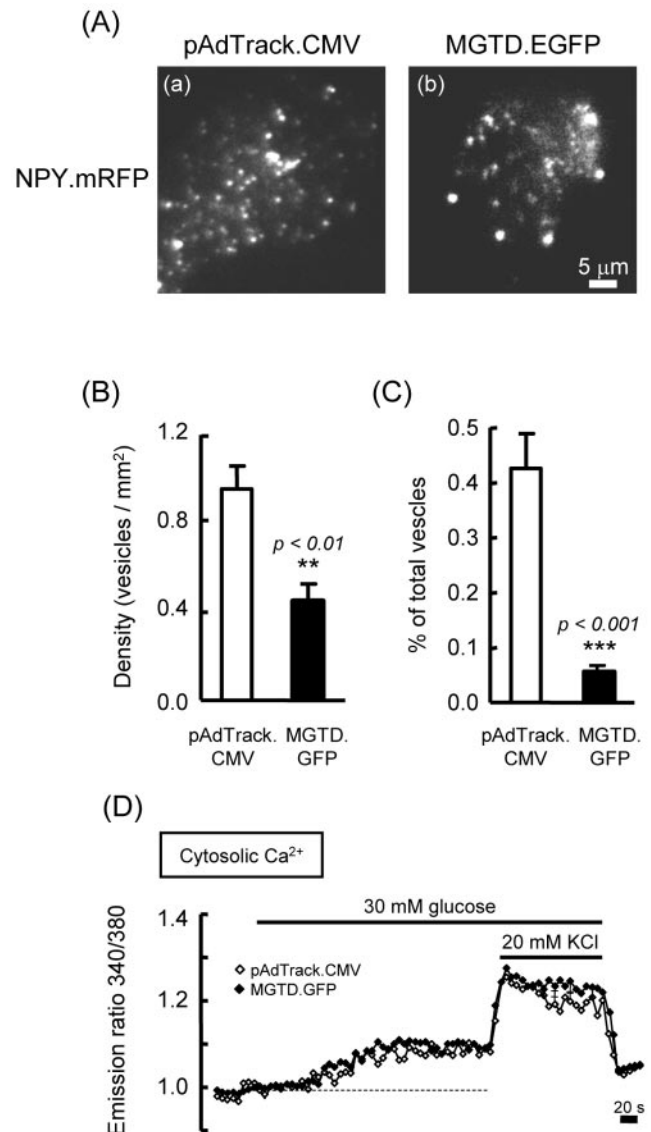 (A)
pAdTrack.CMV MGTD.EGFP
(a) (b)
NPY.mRFP
5 μm
(B) (C)
Density (vesicles / mm²)
1.2
0.8
0.4
0.0
p < 0.01
**
pAdTrack. MGTD.
CMV GFP
% of total vescles
0.5
0.4
0.3
0.2
0.1
0.0
p < 0.001
***
pAdTrack. MGTD.
CMV GFP
(D)
Cytosolic Ca²⁺
Emission ratio 340/380
1.4
1.2
1.0
30 mM glucose
20 mM KCl
pAdTrack.CMV
MGTD.GFP
20 s